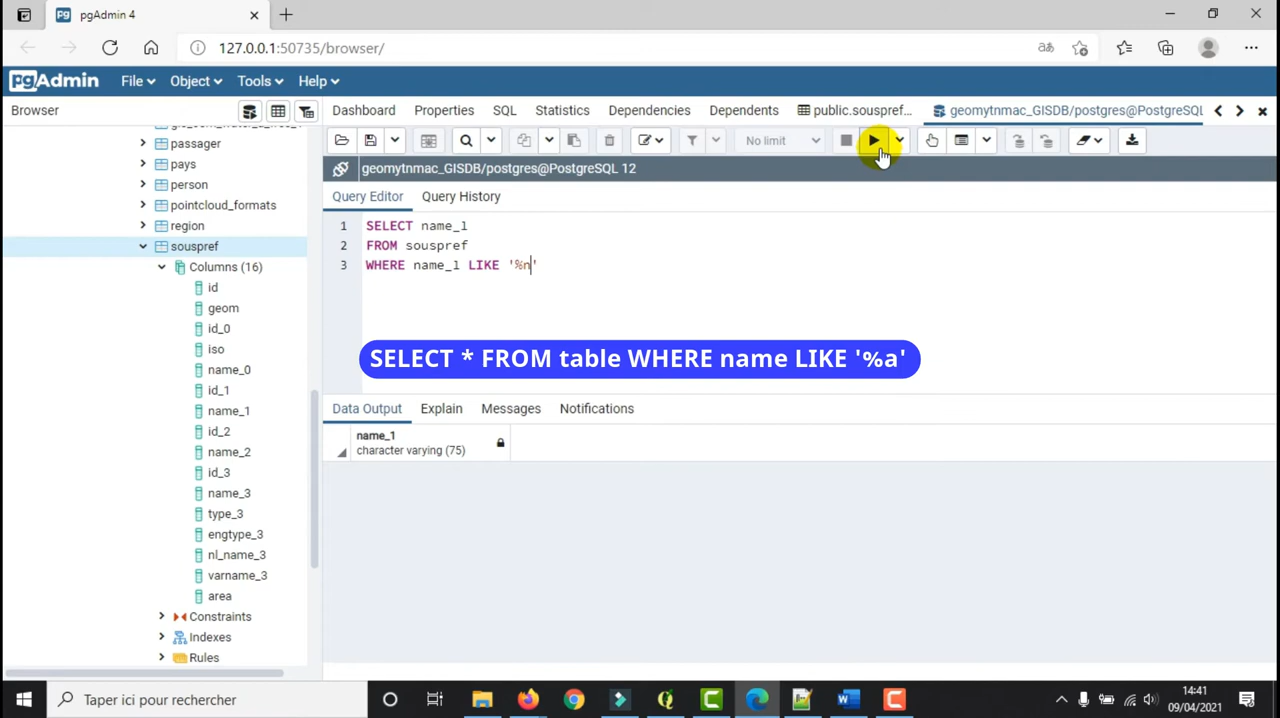 pgAdmin 4
127.0.0.1:50735/browser/
pgAdmin File Object Tools Help
Browser
Dashboard Properties SQL Statistics Dependencies Dependents public.souspref... geomytnmac_GISDB/postgres@PostgreSQL
passager
pays
person
pointcloud_formats
region
souspref
Columns (16)
id
geom
id_0
iso
name_0
id_1
name_1
id_2
name_2
id_3
name_3
type_3
engtype_3
nl_name_3
varname_3
area
Constraints
Indexes
Rules
No limit
geomytnmac_GISDB/postgres@PostgreSQL 12
Query Editor Query History
1 SELECT name_1
2 FROM souspref
3 WHERE name_1 LIKE '%n'
SELECT * FROM table WHERE name LIKE '%a'
Data Output Explain Messages Notifications
name_1
character varying (75)
Taper ici pour rechercher
14:41
09/04/2021